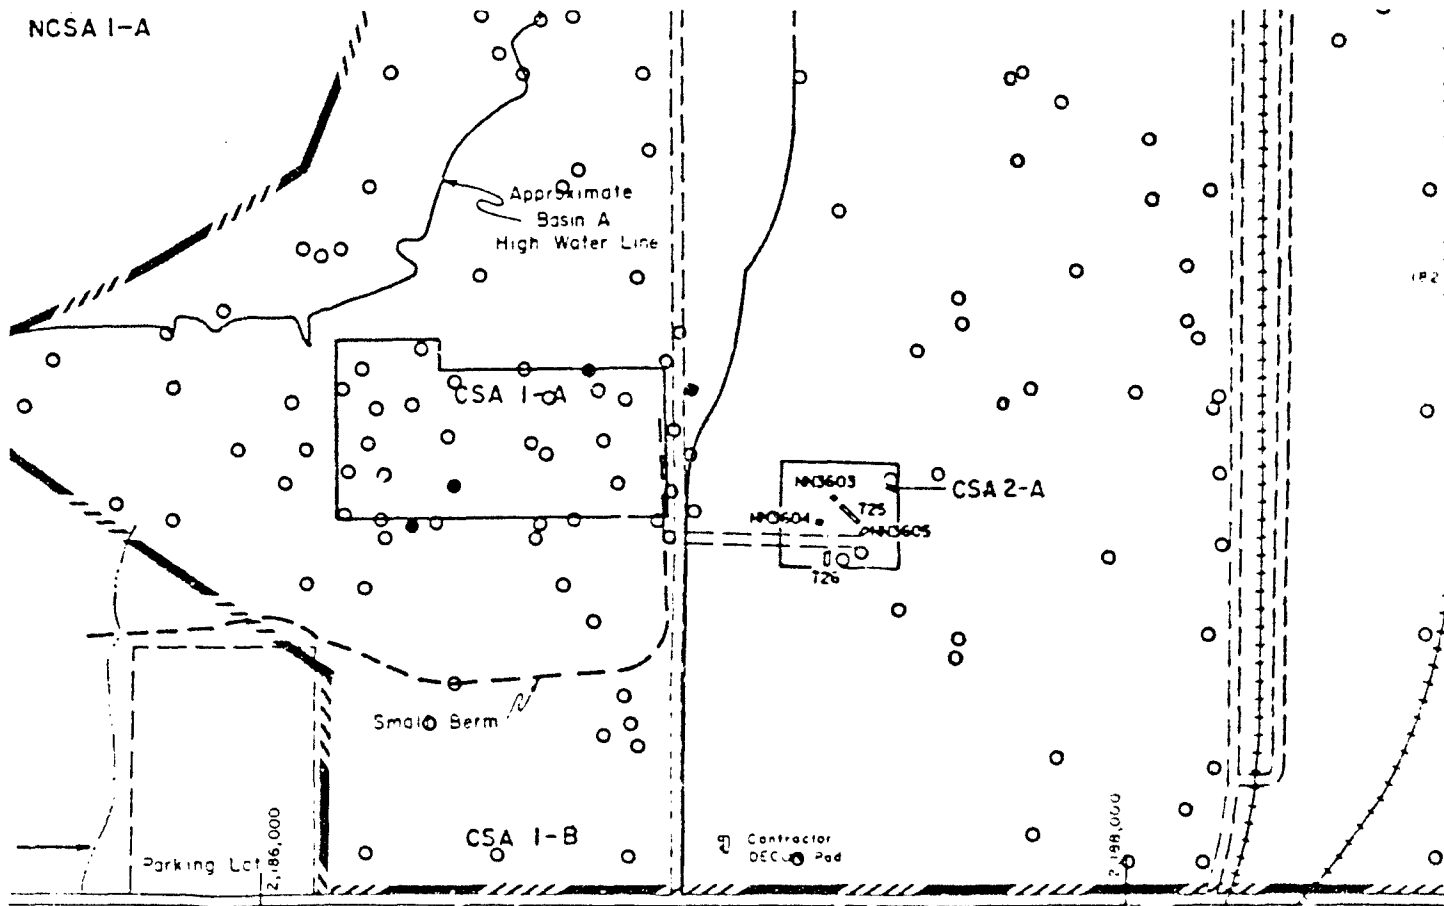 NCSA 1-A
Approximate
Basin A
High Water Line
(82
CSA 1-A
NN3603
CSA 2-A
T25
NN3604
NN3605
T26
Small Berm
CSA 1-B
Contractor
DECON Pad
Parking Lot
2,186,000
2,188,000